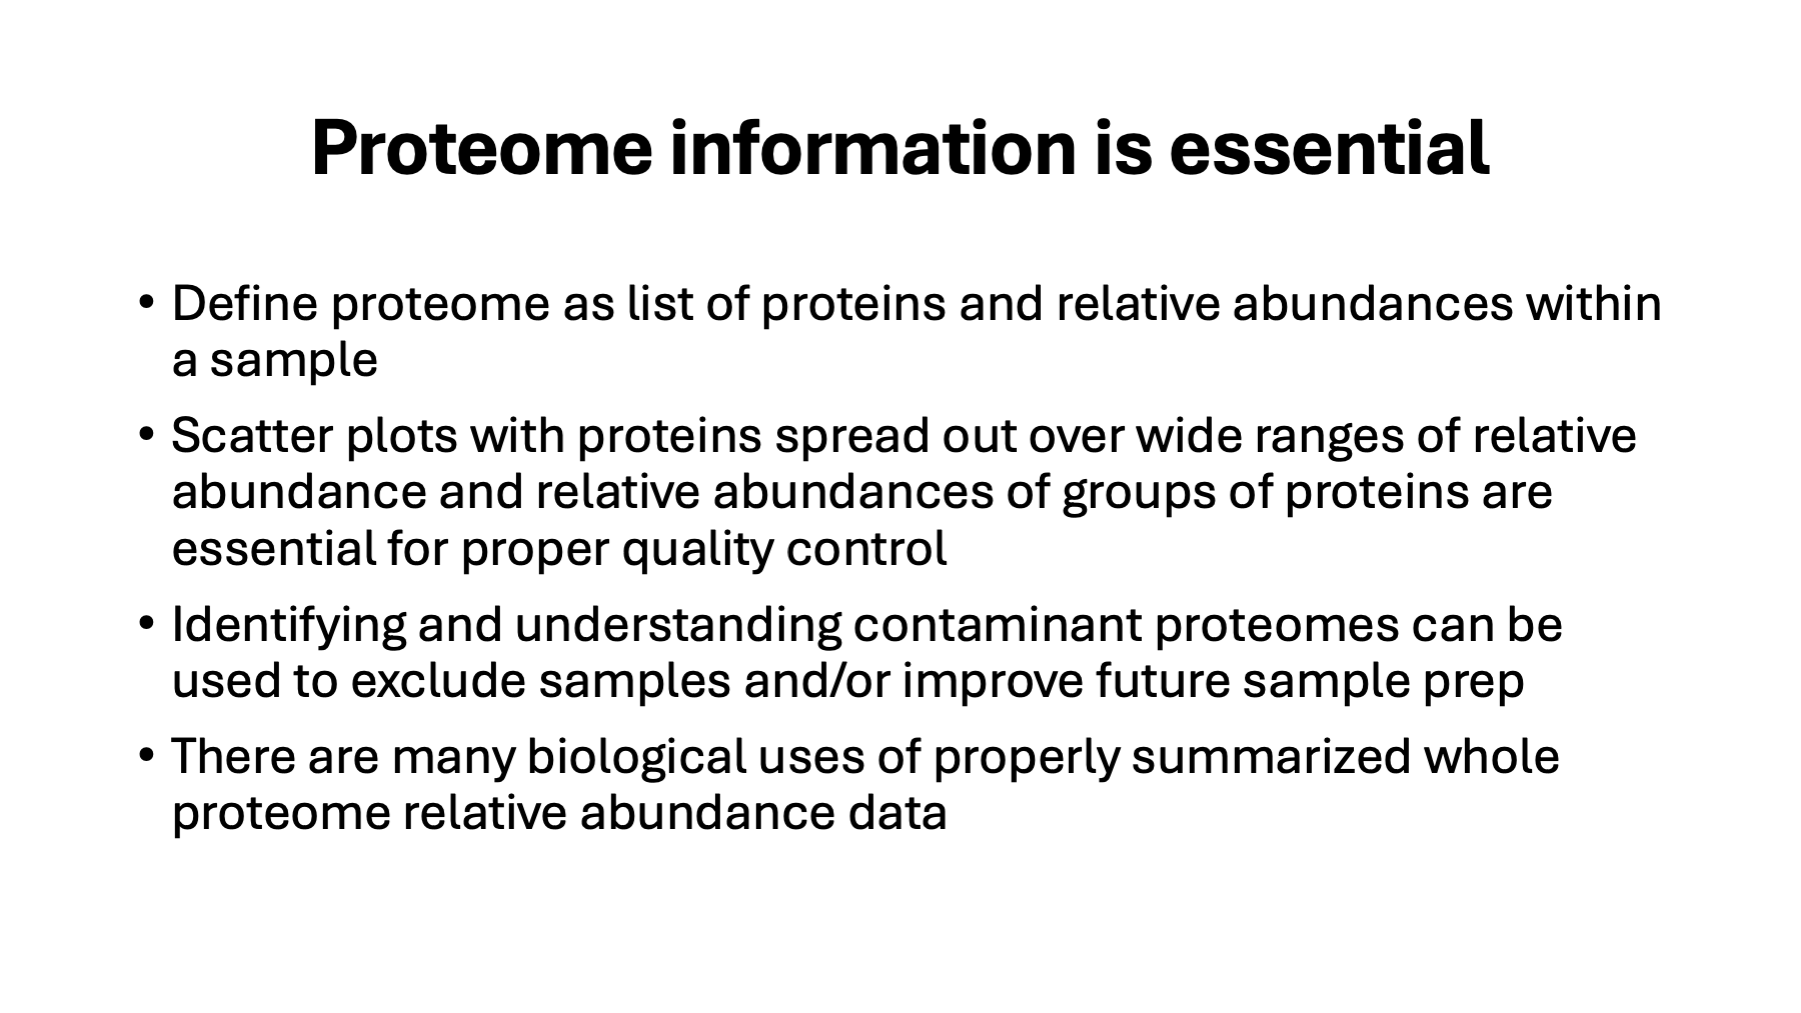 Proteome information is essential
• Define proteome as list of proteins and relative abundances within
a sample
• Scatter plots with proteins spread out over wide ranges of relative
abundance and relative abundances of groups of proteins are
essential for proper quality control
• Identifying and understanding contaminant proteomes can be
used to exclude samples and/or improve future sample prep
• There are many biological uses of properly summarized whole
proteome relative abundance data